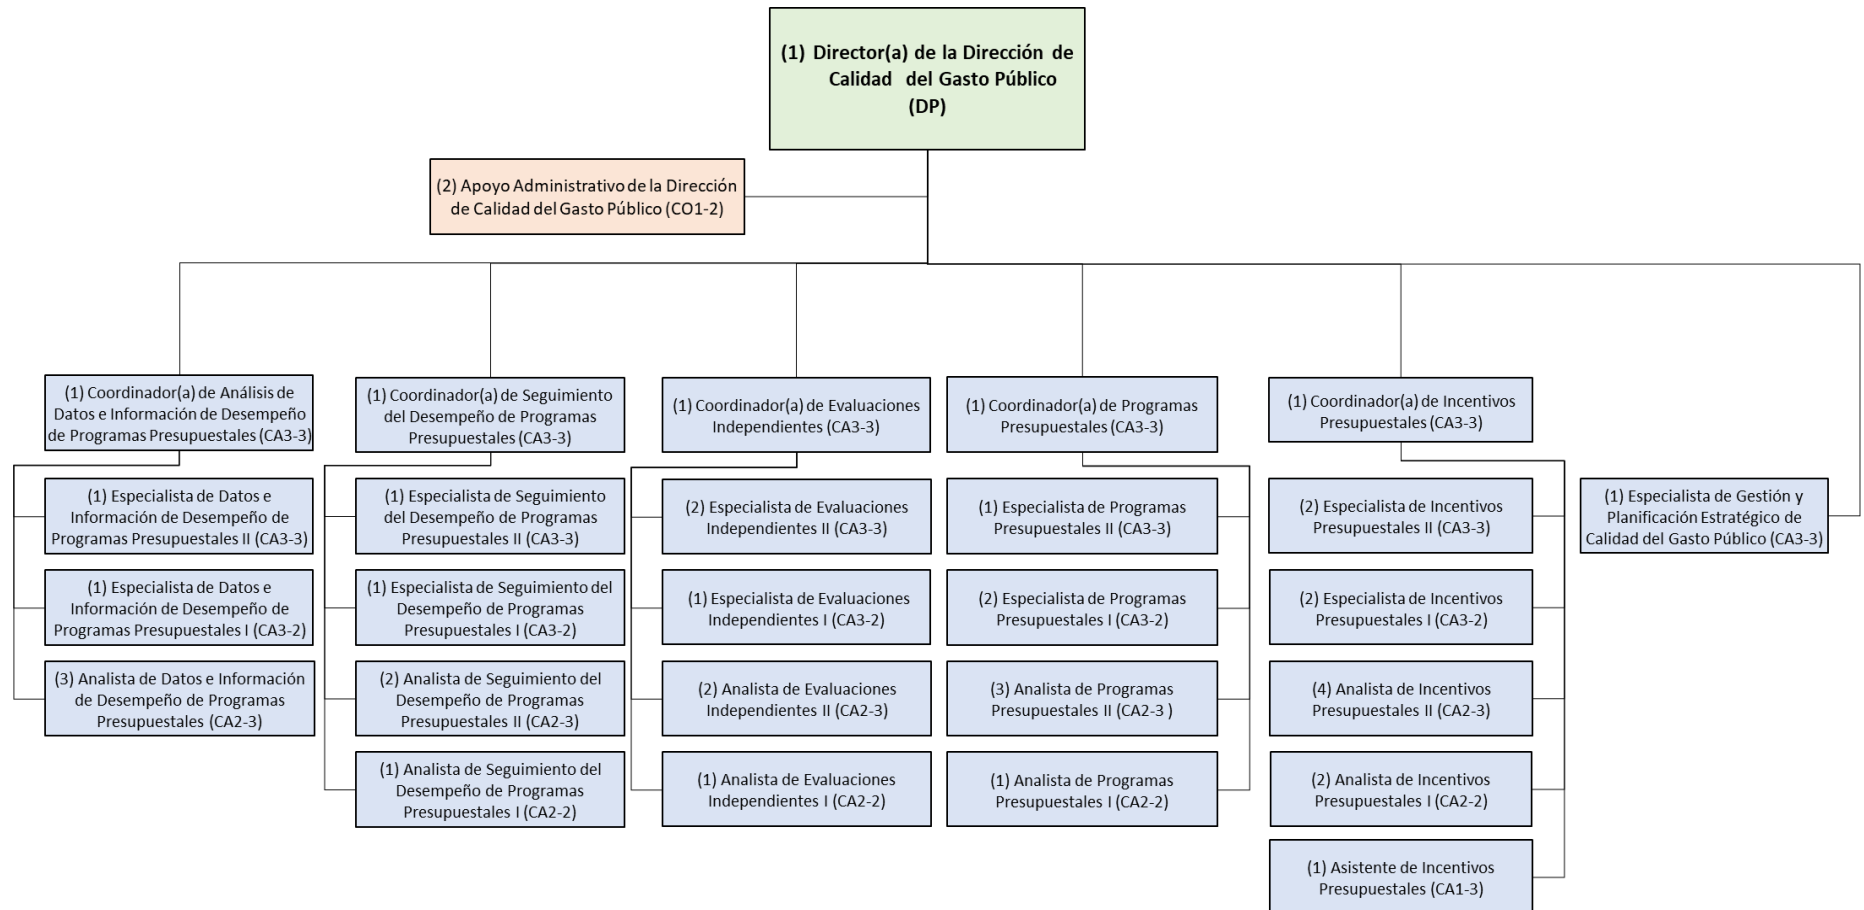 (1) Director(a) de la Dirección de
Calidad del Gasto Público
(DP)
(2) Apoyo Administrativo de la Dirección
de Calidad del Gasto Público (CO1-2)
(1) Coordinador(a) de Análisis de
Datos e Información de Desempeño
de Programas Presupuestales (CA3-3)
(1) Especialista de Datos e
Información de Desempeño de
Programas Presupuestales II (CA3-3)
(1) Especialista de Datos e
Información de Desempeño de
Programas Presupuestales I (CA3-2)
(3) Analista de Datos e Información
de Desempeño de Programas
Presupuestales (CA2-3)
(1) Coordinador(a) de Seguimiento
del Desempeño de Programas
Presupuestales (CA3-3)
(1) Especialista de Seguimiento
del Desempeño de Programas
Presupuestales II (CA3-3)
(1) Especialista de Seguimiento del
Desempeño de Programas
Presupuestales I (CA3-2)
(2) Analista de Seguimiento del
Desempeño de Programas
Presupuestales II (CA2-3)
(1) Analista de Seguimiento del
Desempeño de Programas
Presupuestales I (CA2-2)
(1) Coordinador(a) de Evaluaciones
Independientes (CA3-3)
(2) Especialista de Evaluaciones
Independientes II (CA3-3)
(1) Especialista de Evaluaciones
Independientes I (CA3-2)
(2) Analista de Evaluaciones
Independientes II (CA2-3)
(1) Analista de Evaluaciones
Independientes I (CA2-2)
(1) Coordinador(a) de Programas
Presupuestales (CA3-3)
(1) Especialista de Programas
Presupuestales II (CA3-3)
(2) Especialista de Programas
Presupuestales I (CA3-2)
(3) Analista de Programas
Presupuestales II (CA2-3 )
(1) Analista de Programas
Presupuestales I (CA2-2)
(1) Coordinador(a) de Incentivos
Presupuestales (CA3-3)
(2) Especialista de Incentivos
Presupuestales II (CA3-3)
(2) Especialista de Incentivos
Presupuestales I (CA3-2)
(4) Analista de Incentivos
Presupuestales II (CA2-3)
(2) Analista de Incentivos
Presupuestales I (CA2-2)
(1) Asistente de Incentivos
Presupuestales (CA1-3)
(1) Especialista de Gestión y
Planificación Estratégico de
Calidad del Gasto Público (CA3-3)